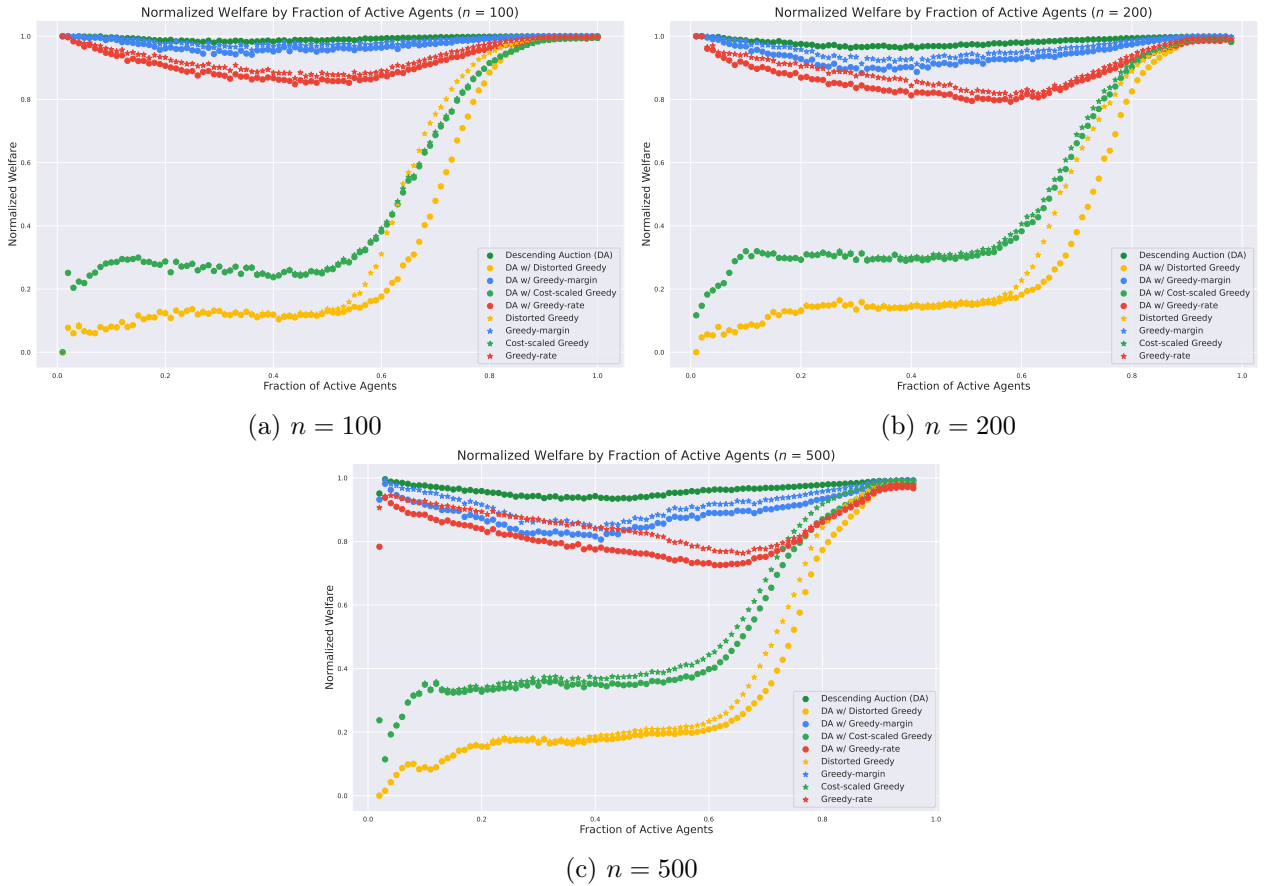 Normalized Welfare by Fraction of Active Agents (n = 100)
Normalized Welfare
1.0
0.8
0.6
0.4
0.2
0.0
Descending Auction (DA)
DA w/ Distorted Greedy
DA w/ Greedy-margin
DA w/ Cost-scaled Greedy
DA w/ Greedy-rate
Distorted Greedy
Greedy-margin
Cost-scaled Greedy
Greedy-rate
0.0 0.2 0.4 0.6 0.8 1.0
Fraction of Active Agents
(a) n = 100
Normalized Welfare by Fraction of Active Agents (n = 200)
Normalized Welfare
1.0
0.8
0.6
0.4
0.2
0.0
Descending Auction (DA)
DA w/ Distorted Greedy
DA w/ Greedy-margin
DA w/ Cost-scaled Greedy
DA w/ Greedy-rate
Distorted Greedy
Greedy-margin
Cost-scaled Greedy
Greedy-rate
0.0 0.2 0.4 0.6 0.8 1.0
Fraction of Active Agents
(b) n = 200
Normalized Welfare by Fraction of Active Agents (n = 500)
Normalized Welfare
1.0
0.8
0.6
0.4
0.2
0.0
Descending Auction (DA)
DA w/ Distorted Greedy
DA w/ Greedy-margin
DA w/ Cost-scaled Greedy
DA w/ Greedy-rate
Distorted Greedy
Greedy-margin
Cost-scaled Greedy
Greedy-rate
0.0 0.2 0.4 0.6 0.8 1.0
Fraction of Active Agents
(c) n = 500